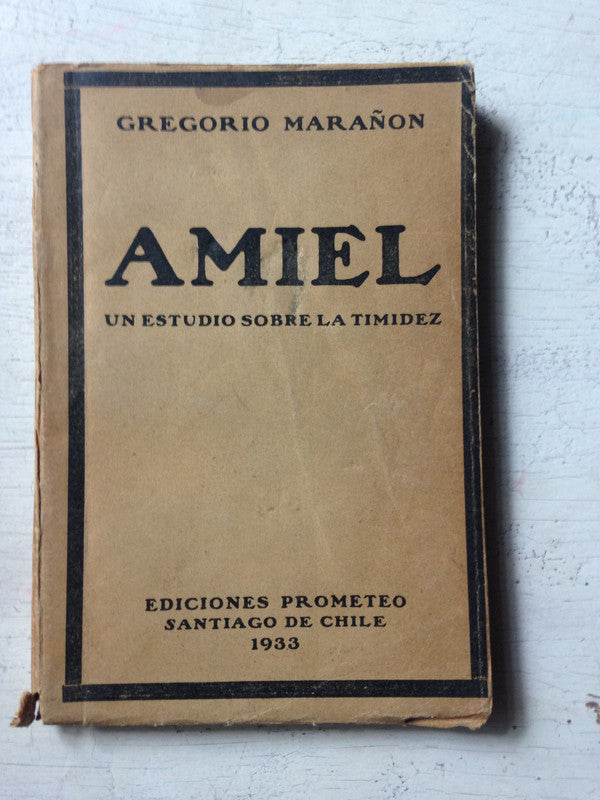 GREGORIO MARAÑON
AMIEL
UN ESTUDIO SOBRE LA TIMIDEZ
EDICIONES PROMETEO
SANTIAGO DE CHILE
1933